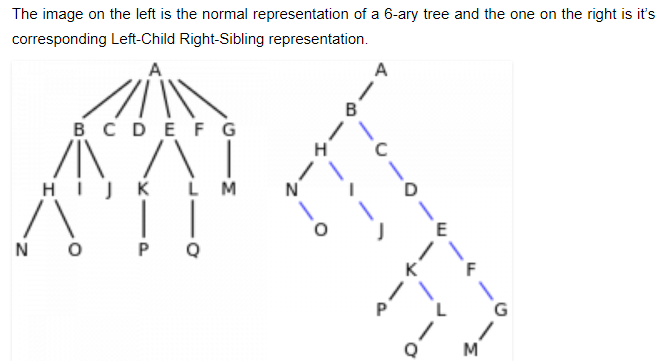 The image on the left is the normal representation of a 6-ary tree and the one on the right is it's
corresponding Left-Child Right-Sibling representation.
A
B C D E F G
H I J K L M
N O P Q
A
B
H C
N I D
O J E
K F
P L G
Q M